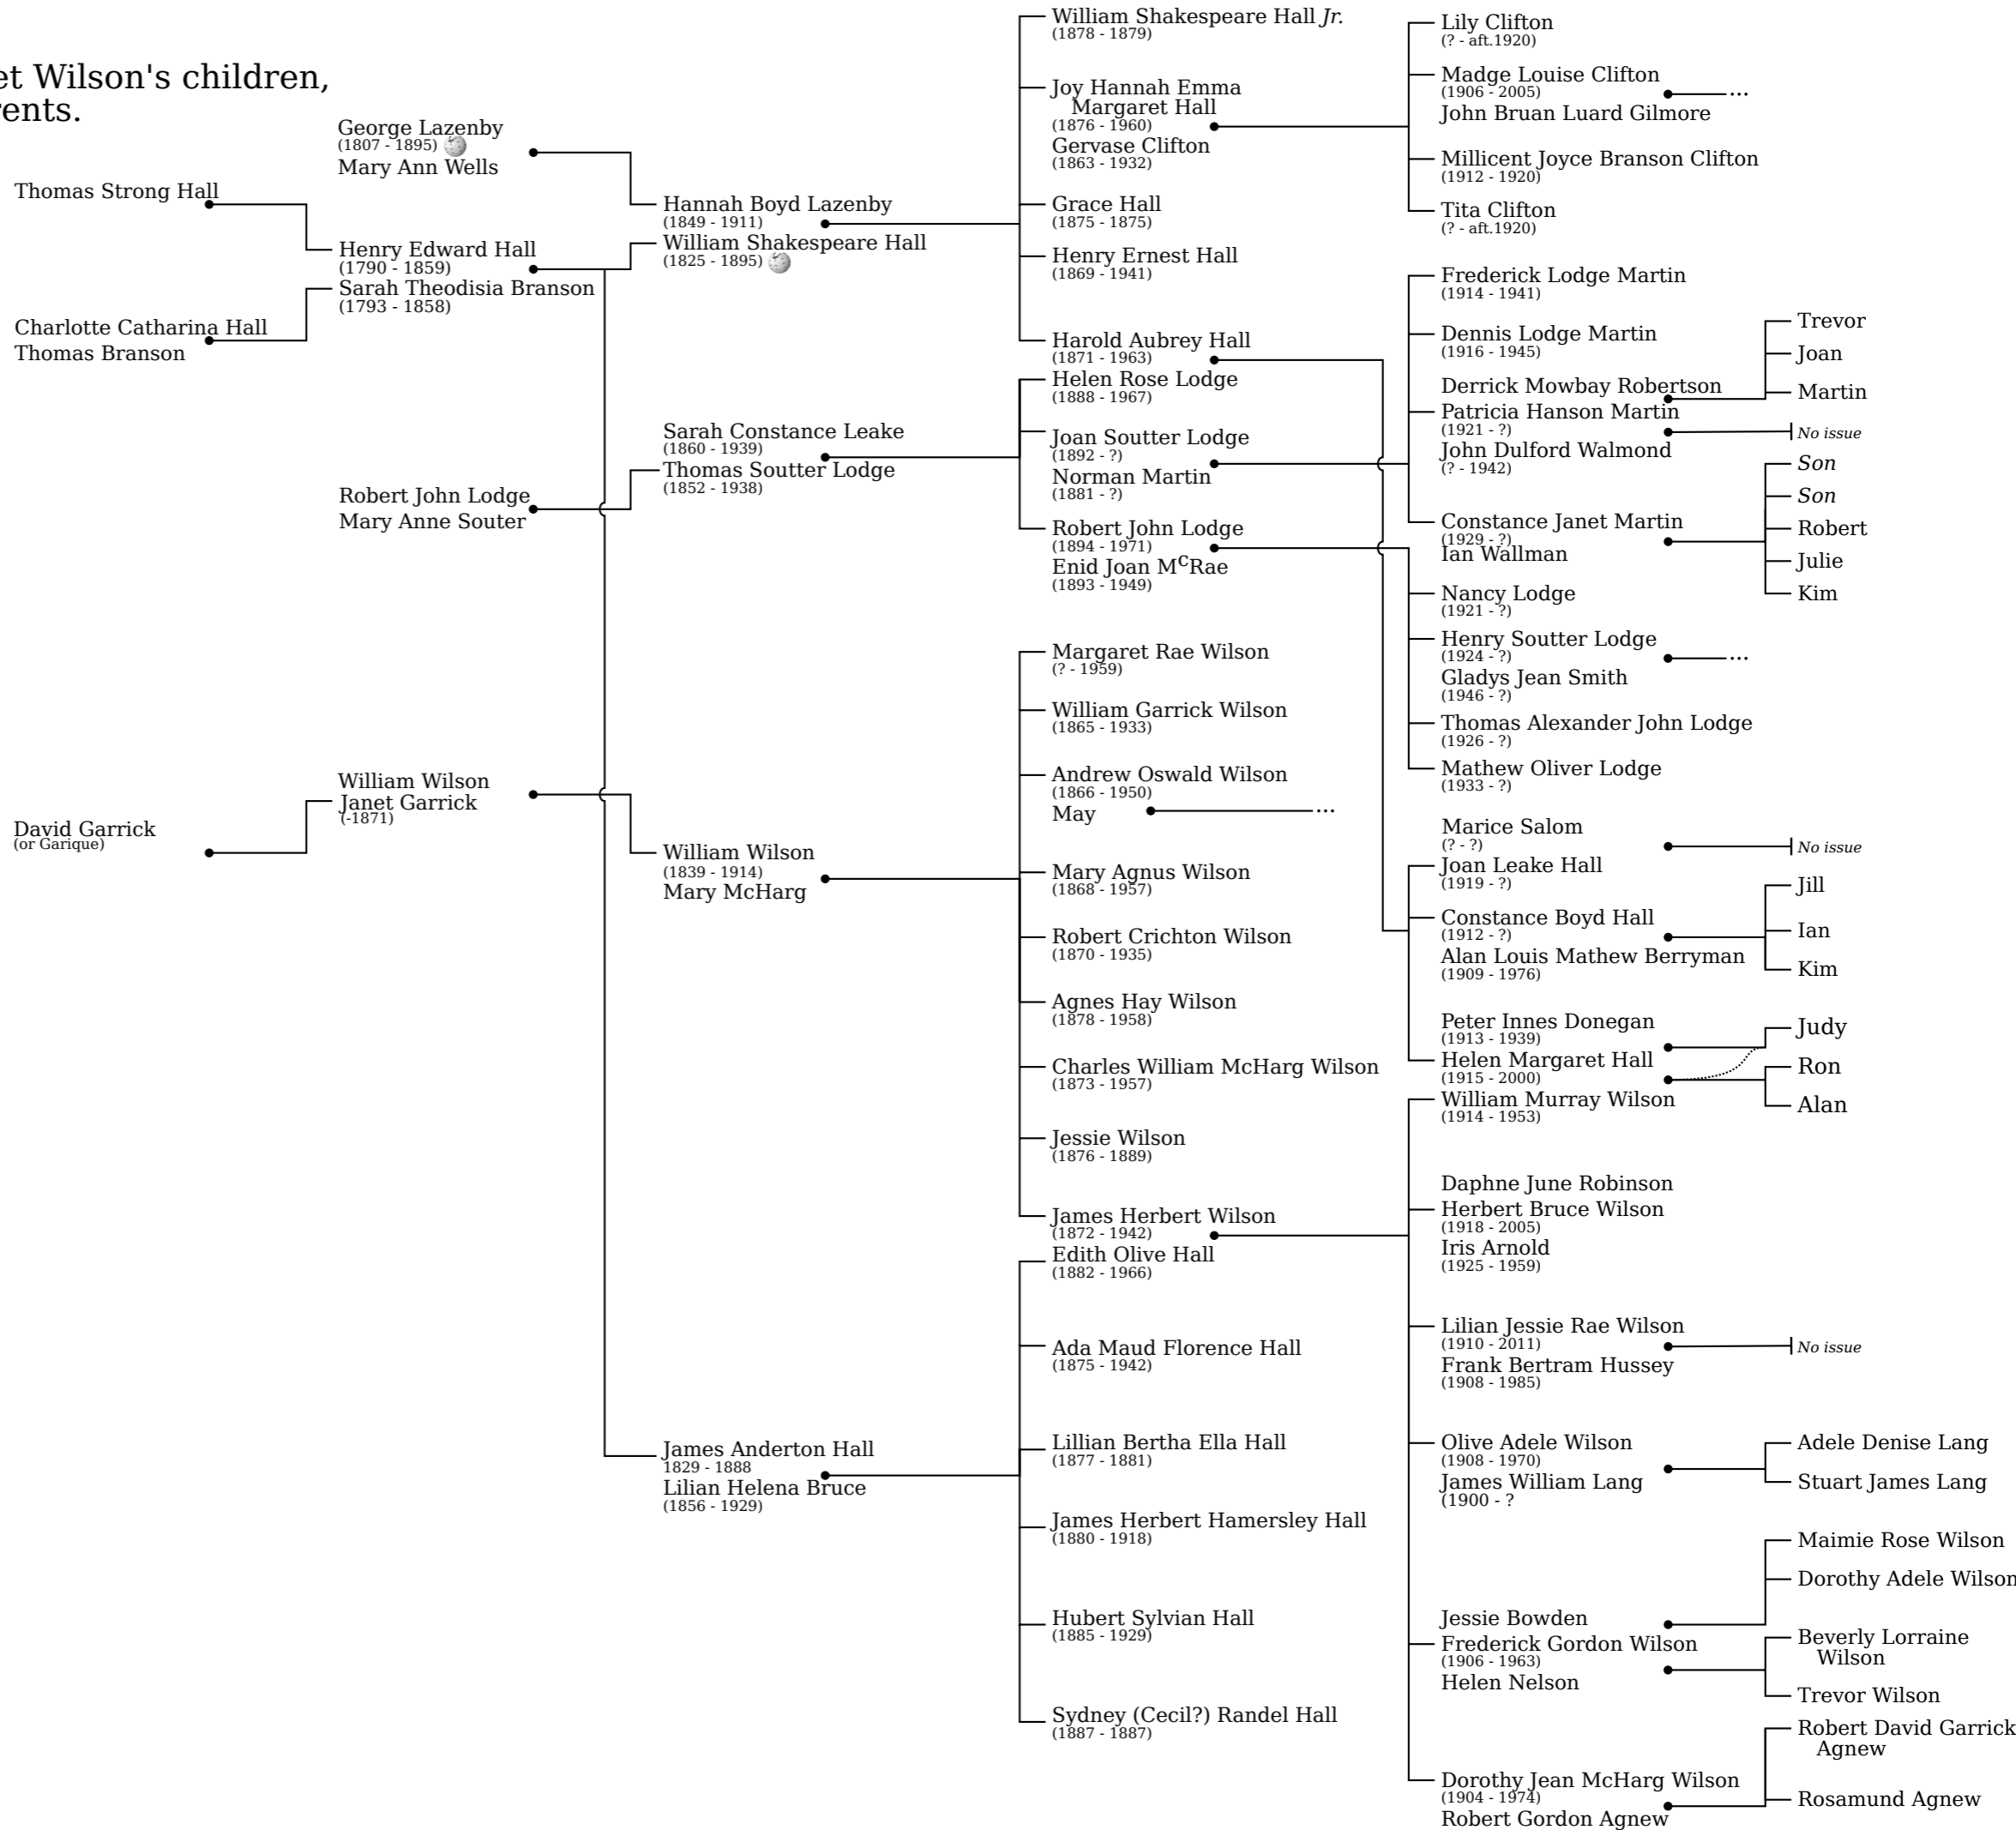 et Wilson's children,
rents.
Thomas Strong Hall
Charlotte Catharina Hall
Thomas Branson
David Garrick
(or Garique)
George Lazenby
(1807 - 1895)
Mary Ann Wells
Henry Edward Hall
(1790 - 1859)
Sarah Theodisia Branson
(1793 - 1858)
Robert John Lodge
Mary Anne Souter
William Wilson
Janet Garrick
(-1871)
Hannah Boyd Lazenby
(1849 - 1911)
William Shakespeare Hall
(1825 - 1895)
Sarah Constance Leake
(1860 - 1939)
Thomas Soutter Lodge
(1852 - 1938)
William Wilson
(1839 - 1914)
Mary McHarg
James Anderton Hall
1829 - 1888
Lilian Helena Bruce
(1856 - 1929)
William Shakespeare Hall Jr.
(1878 - 1879)
Joy Hannah Emma
Margaret Hall
(1876 - 1960)
Gervase Clifton
(1863 - 1932)
Grace Hall
(1875 - 1875)
Henry Ernest Hall
(1869 - 1941)
Harold Aubrey Hall
(1871 - 1963)
Helen Rose Lodge
(1888 - 1967)
Joan Soutter Lodge
(1892 - ?)
Norman Martin
(1881 - ?)
Robert John Lodge
(1894 - 1971)
Enid Joan McRae
(1893 - 1949)
Margaret Rae Wilson
(? - 1959)
William Garrick Wilson
(1865 - 1933)
Andrew Oswald Wilson
(1866 - 1950)
May
...
Mary Agnus Wilson
(1868 - 1957)
Robert Crichton Wilson
(1870 - 1935)
Agnes Hay Wilson
(1878 - 1958)
Charles William McHarg Wilson
(1873 - 1957)
Jessie Wilson
(1876 - 1889)
James Herbert Wilson
(1872 - 1942)
Edith Olive Hall
(1882 - 1966)
Ada Maud Florence Hall
(1875 - 1942)
Lillian Bertha Ella Hall
(1877 - 1881)
James Herbert Hamersley Hall
(1880 - 1918)
Hubert Sylvian Hall
(1885 - 1929)
Sydney (Cecil?) Randel Hall
(1887 - 1887)
Lily Clifton
(? - aft.1920)
Madge Louise Clifton
(1906 - 2005)
...
John Bruan Luard Gilmore
Millicent Joyce Branson Clifton
(1912 - 1920)
Tita Clifton
(? - aft.1920)
Frederick Lodge Martin
(1914 - 1941)
Dennis Lodge Martin
(1916 - 1945)
Derrick Mowbay Robertson
Patricia Hanson Martin
(1921 - ?)
John Dulford Walmond
(? - 1942)
Constance Janet Martin
(1929 - ?)
Ian Wallman
Nancy Lodge
(1921 - ?)
Henry Soutter Lodge
(1924 - ?)
...
Gladys Jean Smith
(1946 - ?)
Thomas Alexander John Lodge
(1926 - ?)
Mathew Oliver Lodge
(1933 - ?)
Marice Salom
(? - ?)
Joan Leake Hall
(1919 - ?)
Constance Boyd Hall
(1912 - ?)
Alan Louis Mathew Berryman
(1909 - 1976)
Peter Innes Donegan
(1913 - 1939)
Helen Margaret Hall
(1915 - 2000)
William Murray Wilson
(1914 - 1953)
Daphne June Robinson
Herbert Bruce Wilson
(1918 - 2005)
Iris Arnold
(1925 - 1959)
Lilian Jessie Rae Wilson
(1910 - 2011)
Frank Bertram Hussey
(1908 - 1985)
Olive Adele Wilson
(1908 - 1970)
James William Lang
(1900 - ?
Jessie Bowden
Frederick Gordon Wilson
(1906 - 1963)
Helen Nelson
Dorothy Jean McHarg Wilson
(1904 - 1974)
Robert Gordon Agnew
Trevor
Joan
Martin
No issue
Son
Son
Robert
Julie
Kim
No issue
Jill
Ian
Kim
Judy
Ron
Alan
No issue
Adele Denise Lang
Stuart James Lang
Maimie Rose Wilson
Dorothy Adele Wilson
Beverly Lorraine
Wilson
Trevor Wilson
Robert David Garrick
Agnew
Rosamund Agnew